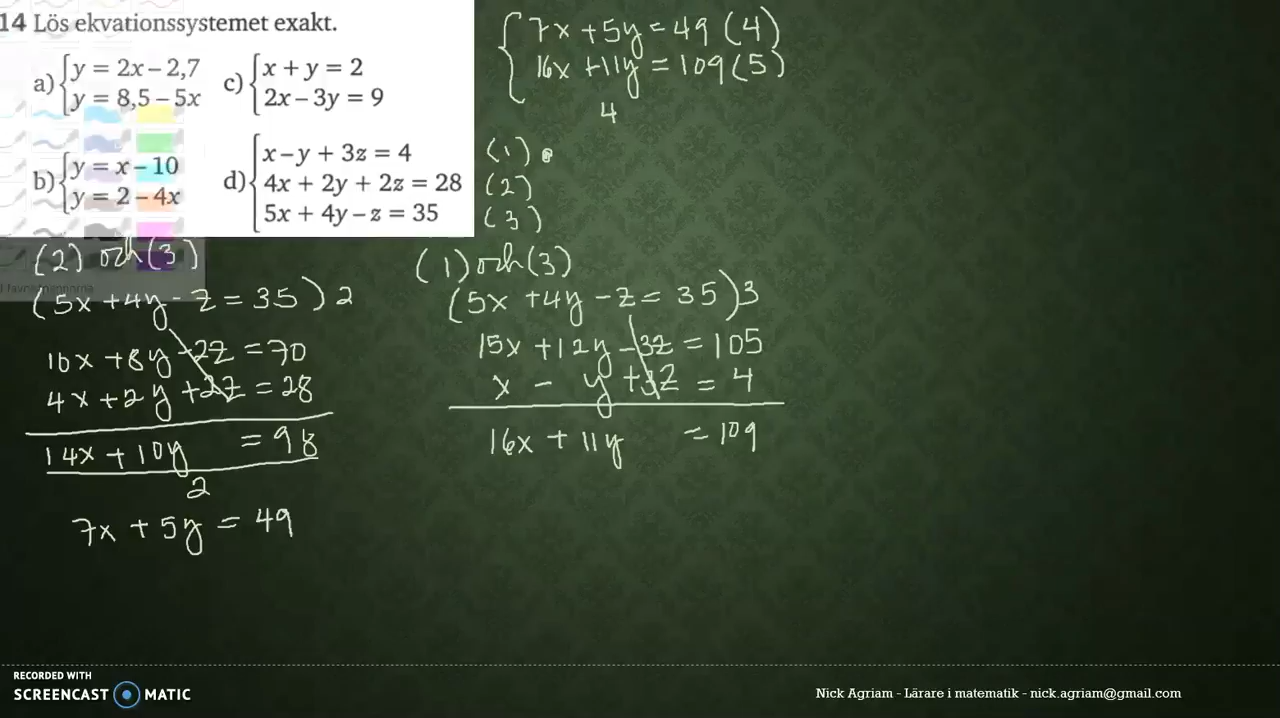 14 Lös ekvationssystemet exakt.
a) y = 2x – 2,7
y = 8,5 – 5x
b) y = x – 10
y = 2 – 4x
c) x + y = 2
2x – 3y = 9
d) x – y + 3z = 4
4x + 2y + 2z = 28
5x + 4y – z = 35
7x + 5y = 49 (4)
16x + 11y = 109 (5)
4
(1)
(2)
(3)
(2) och (3)
(5x + 4y - z = 35) 2
10x + 8y - 2z = 70
4x + 2y + 2z = 28
14x + 10y = 98
2
7x + 5y = 49
(1) och (3)
(5x + 4y - z = 35) 3
15x + 12y - 3z = 105
x - y + 3z = 4
16x + 11y = 109
RECORDED WITH
SCREENCAST MATIC
Nick Agriam - Lärare i matematik - nick.agriam@gmail.com